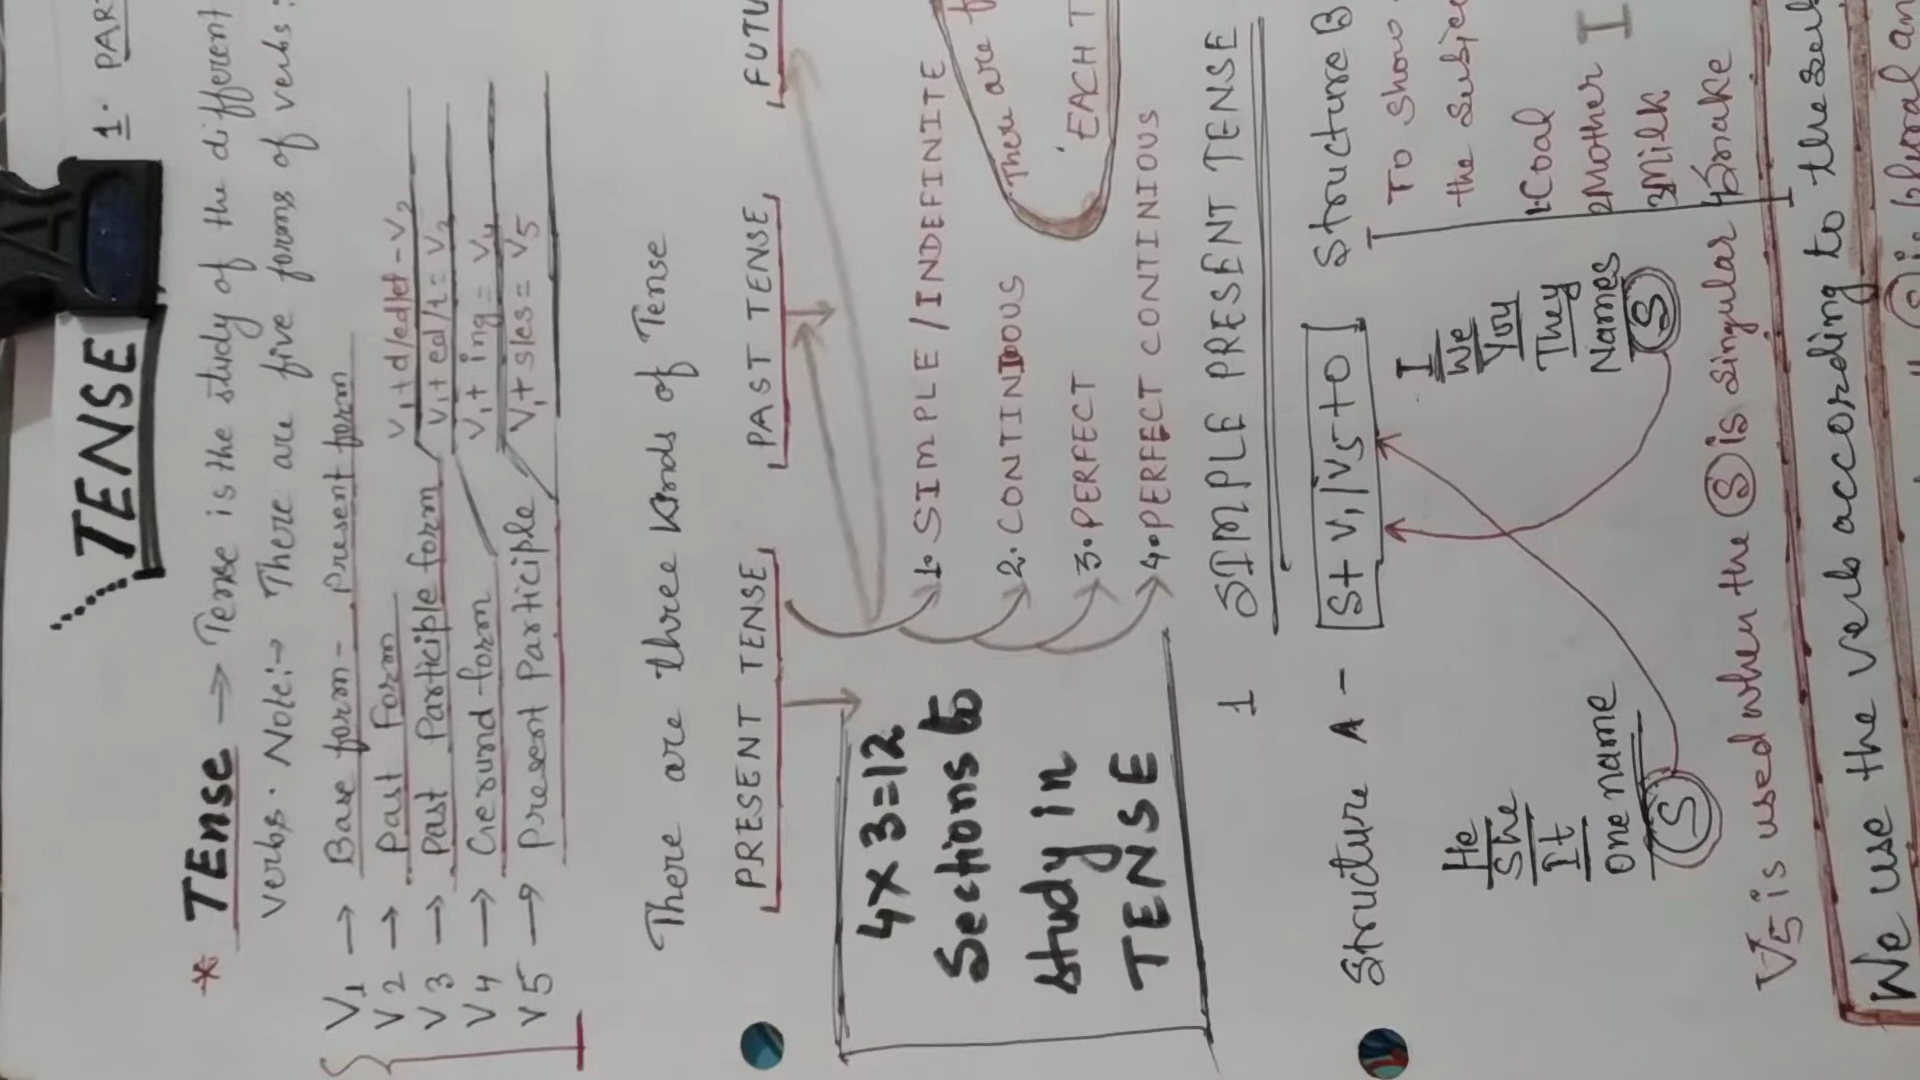 TENSE
1. PAR
* TEnse → Tense is the study of the different
verbs. Note:→ There are five forms of verbs:
V1 → Base form - Present form
V2 → Past Form V1+d/ed/et-V2
V3 → Past Participle form V1+ed/t=V3
V4 → Gerund form V1+ing=V4
V5 → Present Participle V1+s/es=V5
There are three kinds of Tense
PRESENT TENSE PAST TENSE FUTU
4x3=12
Sections to
study in
TENSE
1. SIMPLE/INDEFINITE
2. CONTINIOUS
3. PERFECT
4. PERFECT CONTINIOUS
There are f
EACH T
1 SIMPLE PRESENT TENSE
Structure A - S+V1/V5+O
He
She
It
One name
S
I
We
You
They
Names
S
Structure B
To show
the subjec
1. Coal
2 Mother I
3 Milk
4 Snake
V5 is used when the S is singular
We use the verb according to the sub
S is plural an